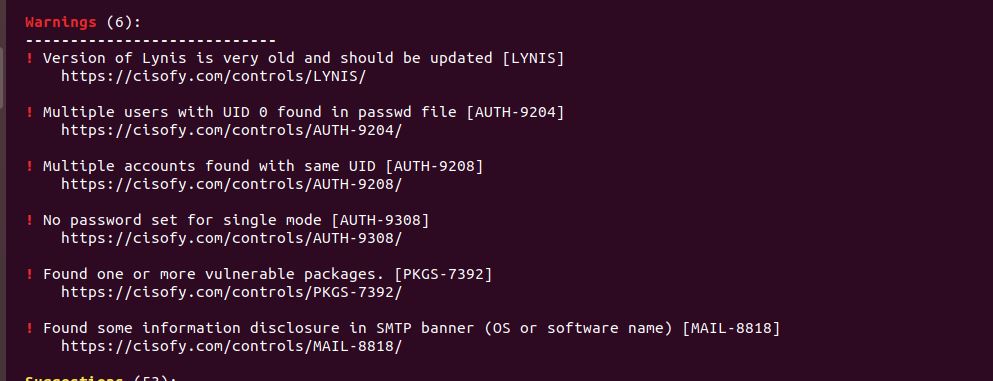 Warnings (6):
----------------------------
! Version of Lynis is very old and should be updated [LYNIS]
https://cisofy.com/controls/LYNIS/
! Multiple users with UID 0 found in passwd file [AUTH-9204]
https://cisofy.com/controls/AUTH-9204/
! Multiple accounts found with same UID [AUTH-9208]
https://cisofy.com/controls/AUTH-9208/
! No password set for single mode [AUTH-9308]
https://cisofy.com/controls/AUTH-9308/
! Found one or more vulnerable packages. [PKGS-7392]
https://cisofy.com/controls/PKGS-7392/
! Found some information disclosure in SMTP banner (OS or software name) [MAIL-8818]
https://cisofy.com/controls/MAIL-8818/
Suggestions